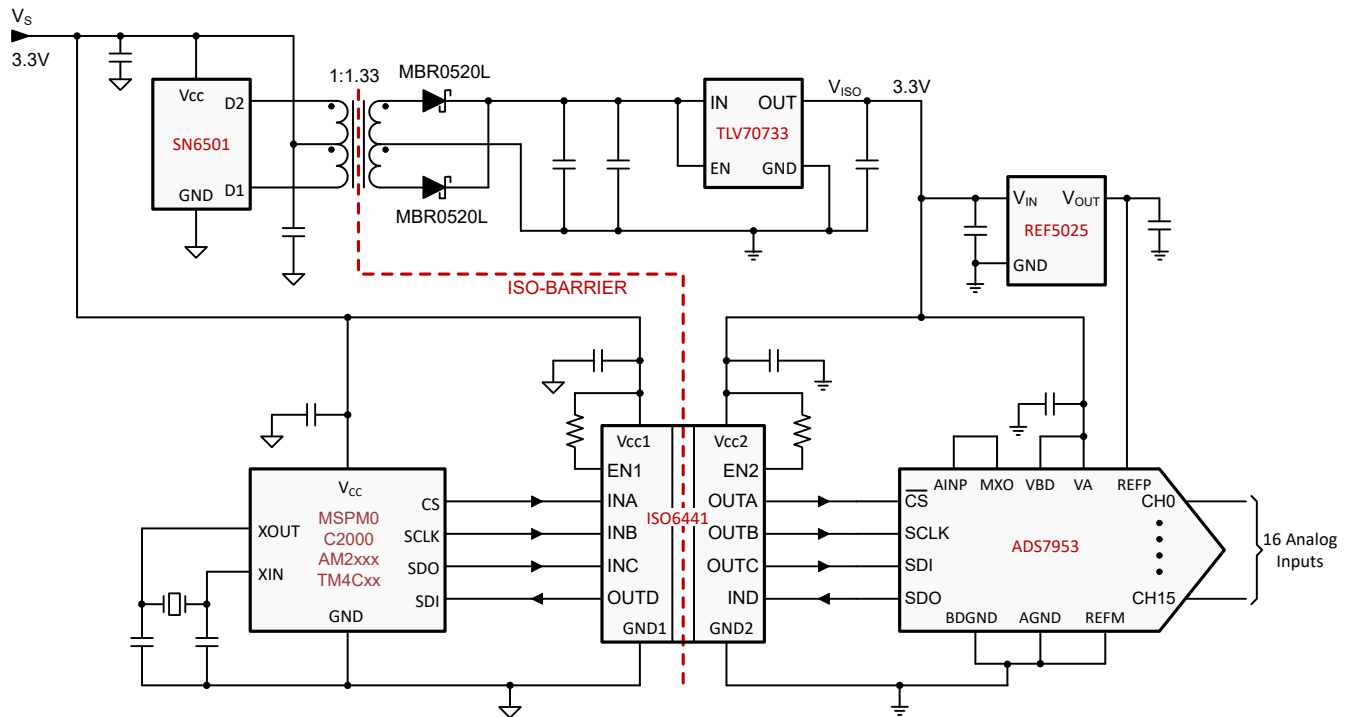 VS
3.3V
Vcc
D2
SN6501
GND
D1
1:1.33
MBR0520L
MBR0520L
IN
OUT
TLV70733
EN
GND
VISO
3.3V
VIN
VOUT
REF5025
GND
ISO-BARRIER
VCC
MSPM0
C2000
AM2xxx
TM4Cxx
XOUT
XIN
CS
SCLK
SDO
SDI
GND
Vcc1
EN1
INA
INB
INC
OUTD
GND1
ISO6441
Vcc2
EN2
OUTA
OUTB
OUTC
IND
GND2
AINP
MXO
VBD
VA
REFP
C̅S̅
SCLK
SDI
SDO
ADS7953
CH0
CH15
BDGND
AGND
REFM
16 Analog
Inputs